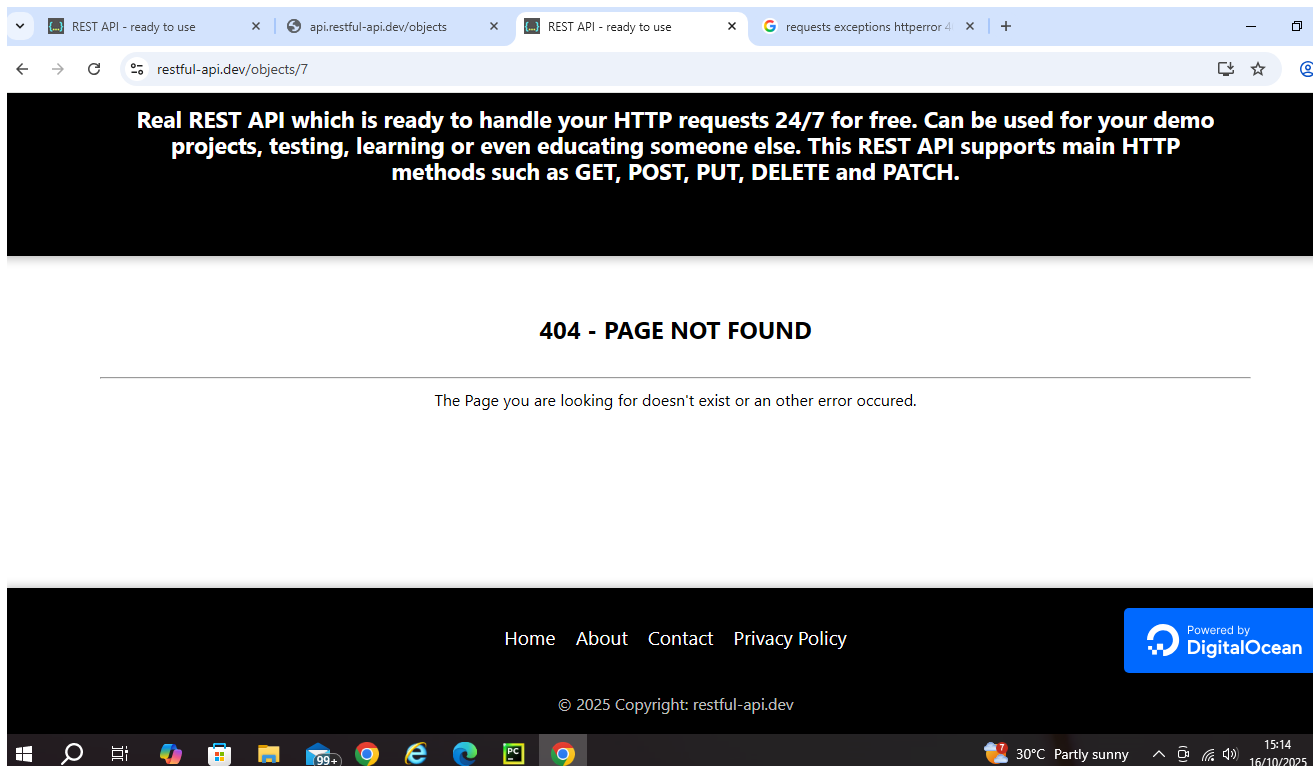 REST API - ready to use
api.restful-api.dev/objects
REST API - ready to use
requests exceptions httperror 4
restful-api.dev/objects/7
Real REST API which is ready to handle your HTTP requests 24/7 for free. Can be used for your demo
projects, testing, learning or even educating someone else. This REST API supports main HTTP
methods such as GET, POST, PUT, DELETE and PATCH.
404 - PAGE NOT FOUND
The Page you are looking for doesn't exist or an other error occured.
Home About Contact Privacy Policy
Powered by
DigitalOcean
© 2025 Copyright: restful-api.dev
99+
PC
7
30°C Partly sunny
15:14
16/10/2025